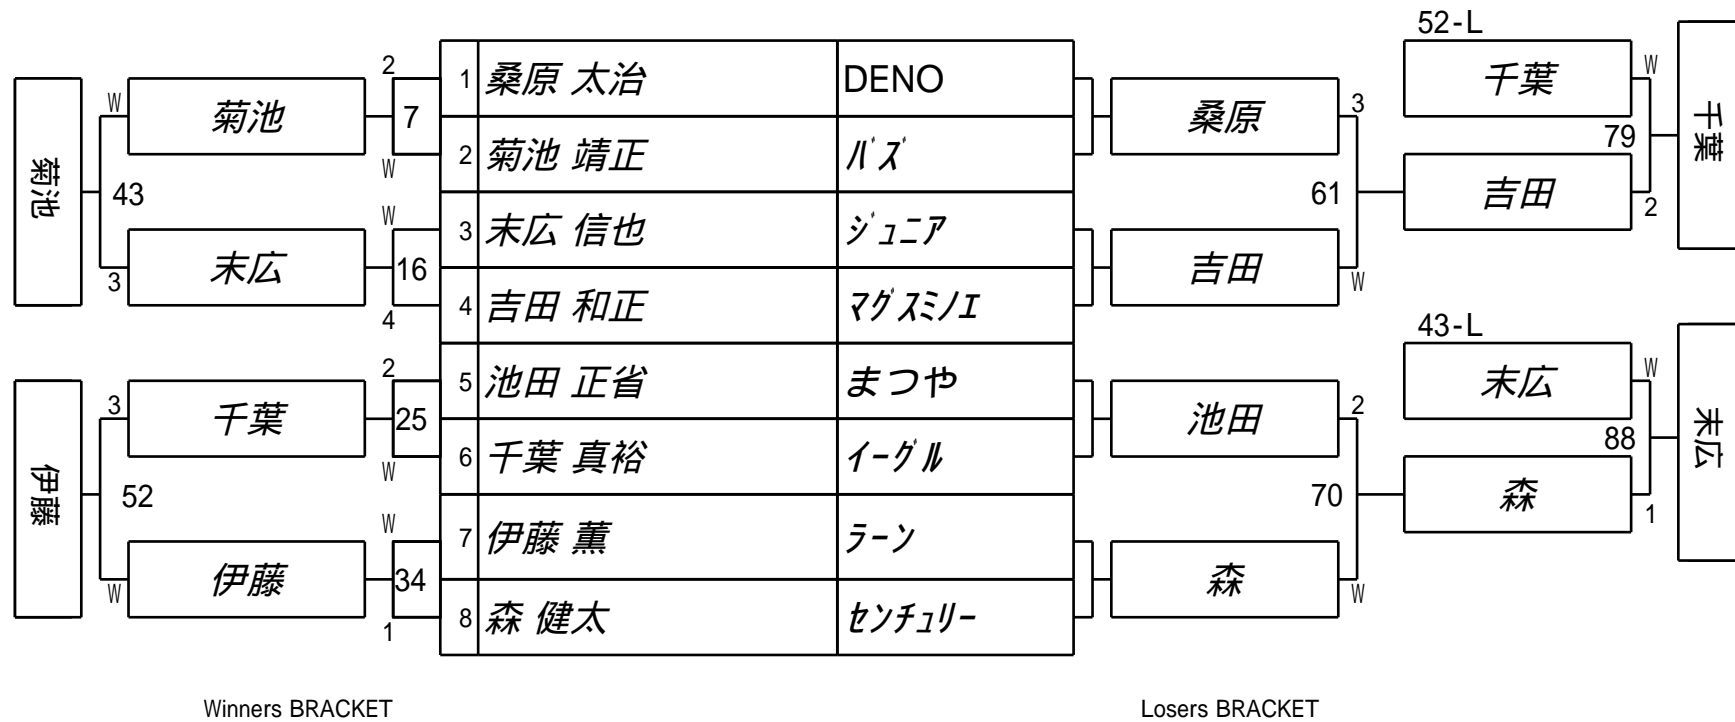 52-L
2
1 桑原 太治 DENO
千葉
W
W
菊池
7
桑原
3
千葉
79
2 菊池 靖正 バズ
W
菊池
43
61
吉田
2
W
3 末広 信也 ジュニア
末広
16
吉田
3
W
4 吉田 和正 マグスミノエ
4
43-L
2
5 池田 正省 まつや
末広
W
3
千葉
25
池田
2
末広
88
6 千葉 真裕 イーグル
W
伊藤
52
70
森
1
W
7 伊藤 薫 ラーン
伊藤
34
森
W
W
8 森 健太 センチュリー
1
Winners BRACKET
Losers BRACKET